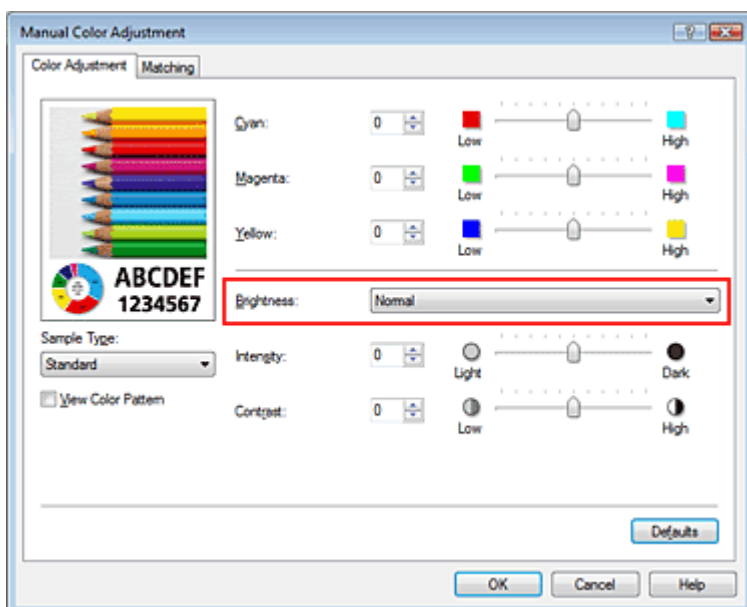 Manual Color Adjustment
Color Adjustment Matching
Cyan: 0 Low High
Magenta: 0 Low High
Yellow: 0 Low High
ABCDEF
1234567
Brightness: Normal
Sample Type:
Standard
View Color Pattern
Intensity: 0 Light Dark
Contrast: 0 Low High
Defaults
OK Cancel Help